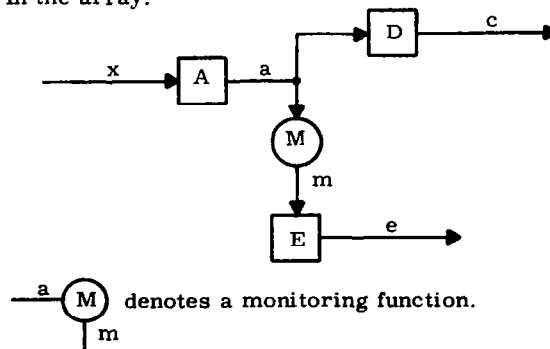 in the array.
D
c
x
A
a
M
m
E
e
a
M
denotes a monitoring function.
m